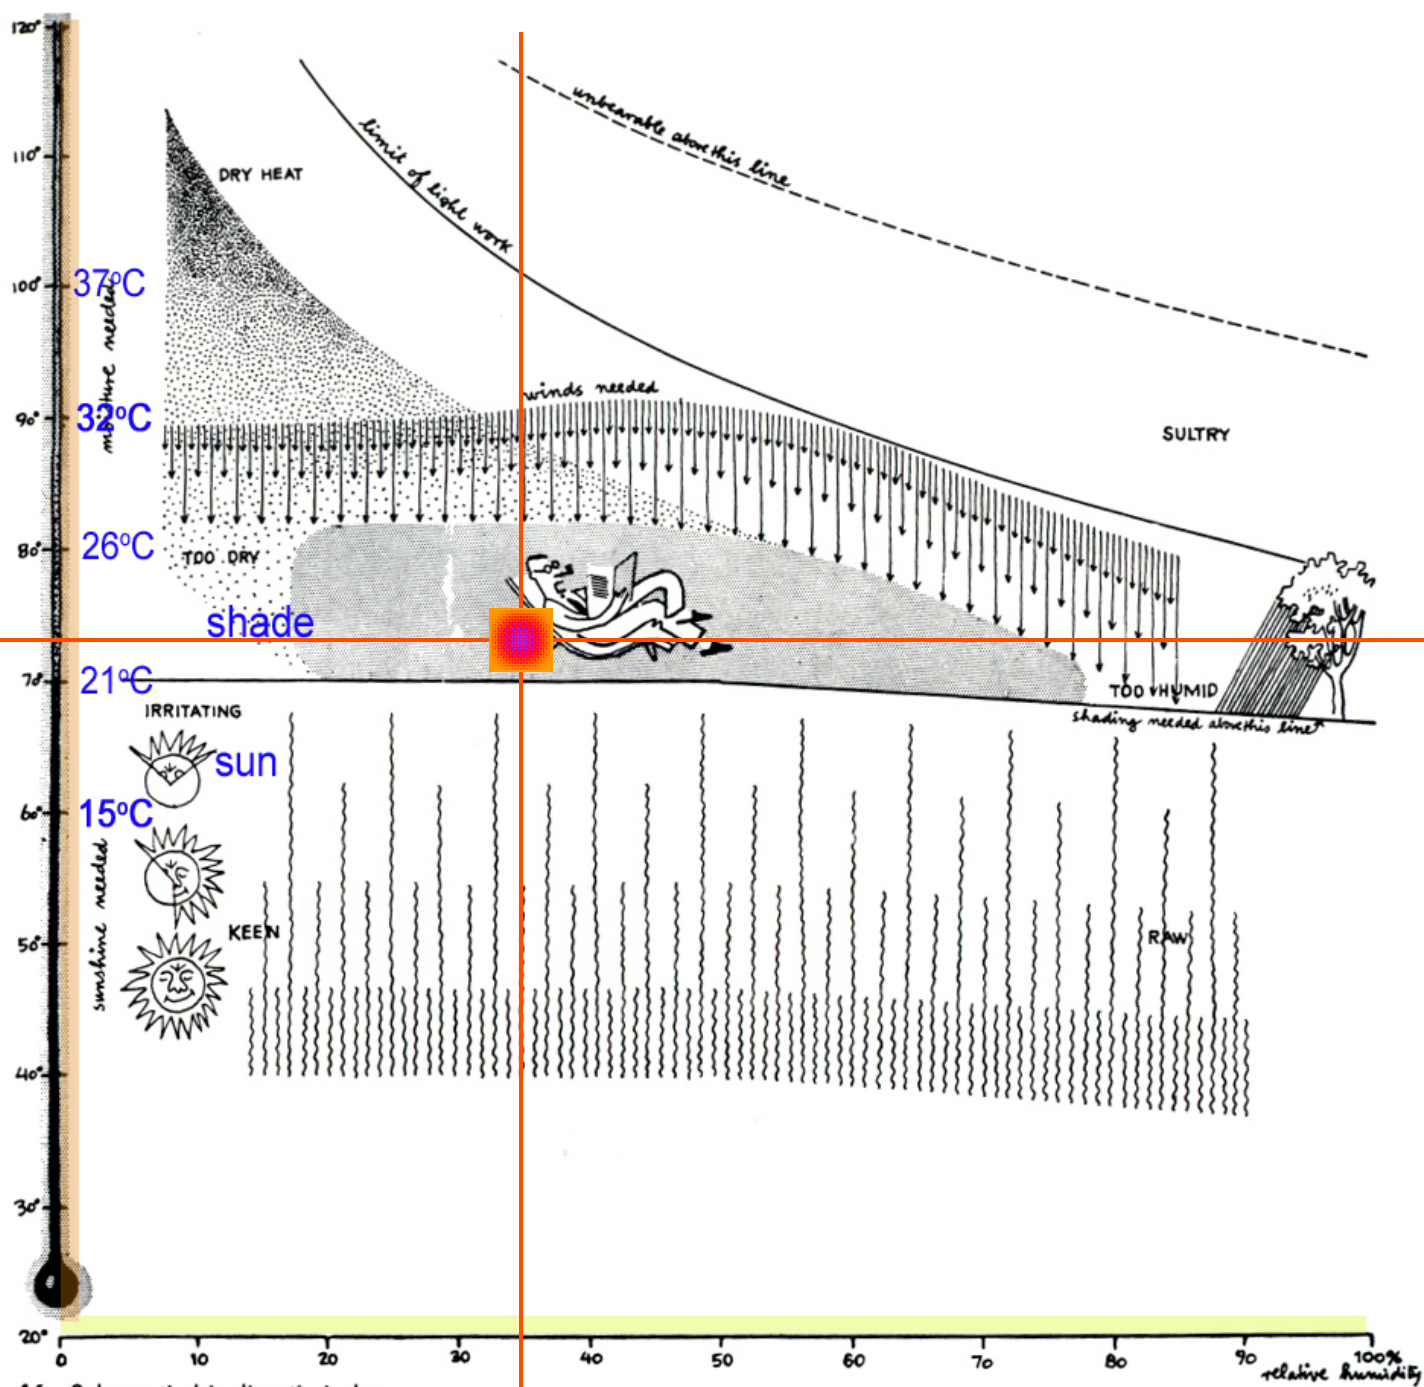 120°
unbearable above this line
limit of light work
110°
DRY HEAT
100°
37°C
moisture needed
winds needed
90°
32°C
SULTRY
80°
26°C
TOO DRY
shade
70°
21°C
TOO HUMID
IRRITATING
shading needed above this line
sun
60°
15°C
sunshine needed
KEEN
50°
RAW
40°
30°
20°
0 10 20 30 40 50 60 70 80 90 100%
relative humidity